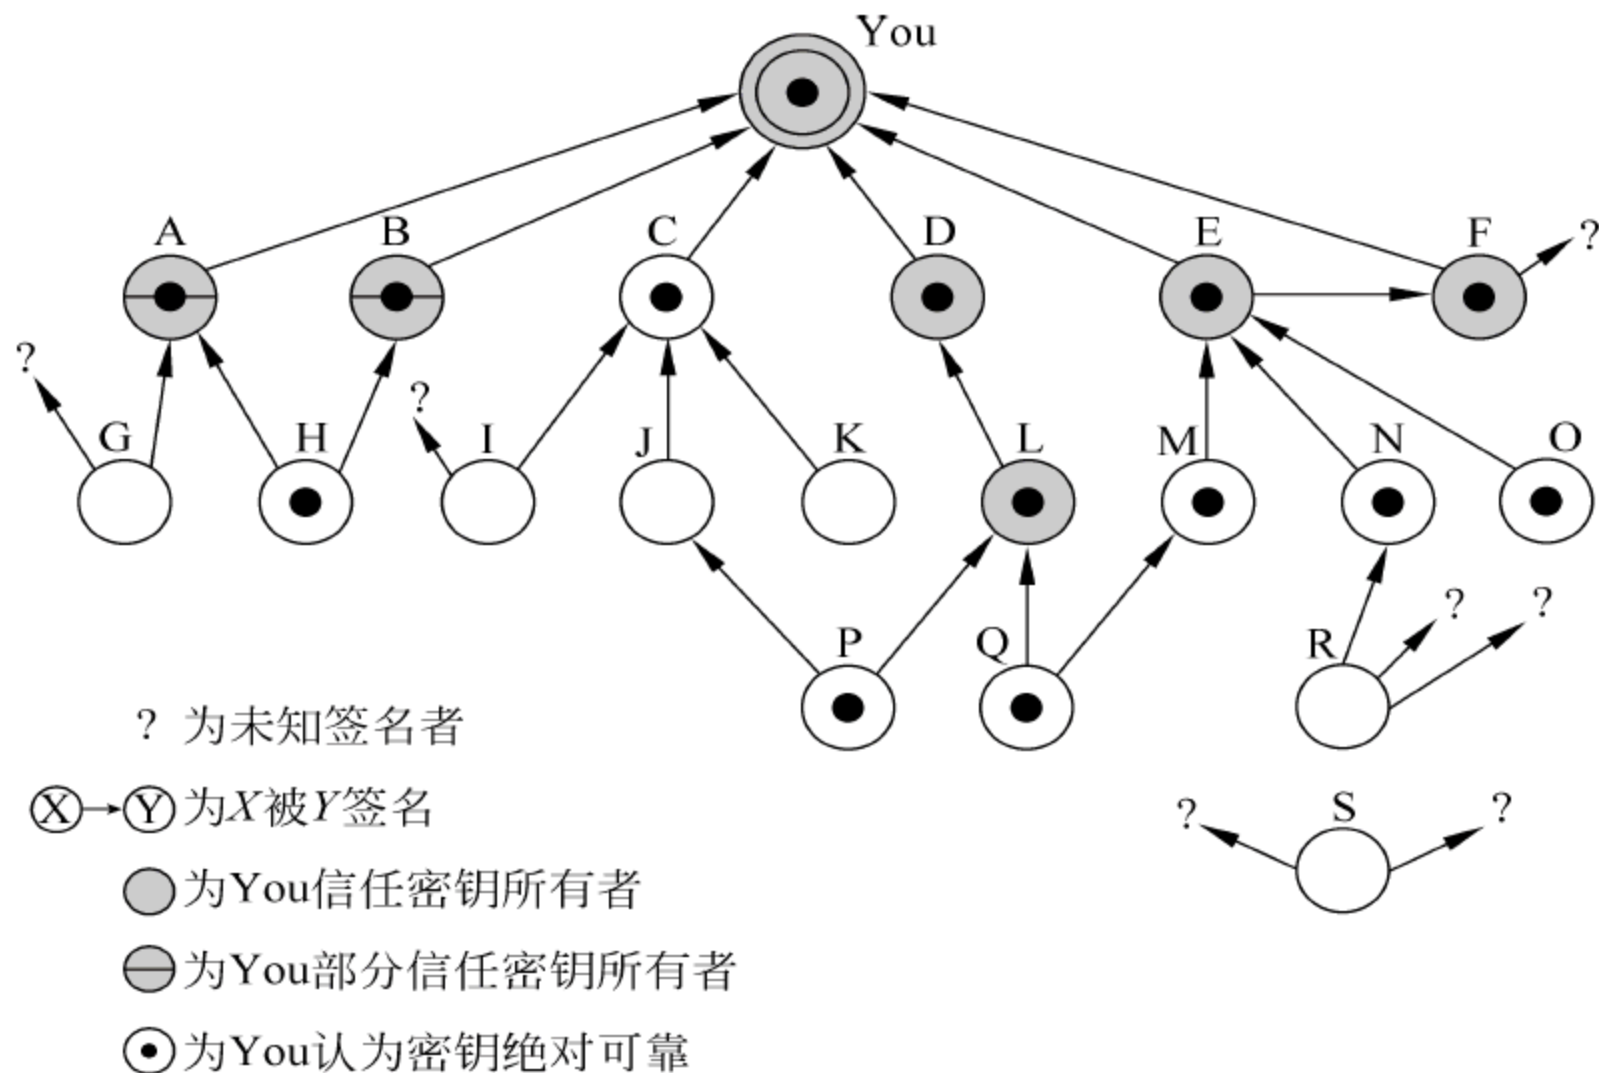 You
A B C D E F ?
?
?
G H I J K L M N O
? ?
P Q R
? 为未知签名者
X Y 为X被Y签名
? S ?
为You信任密钥所有者
为You部分信任密钥所有者
为You认为密钥绝对可靠